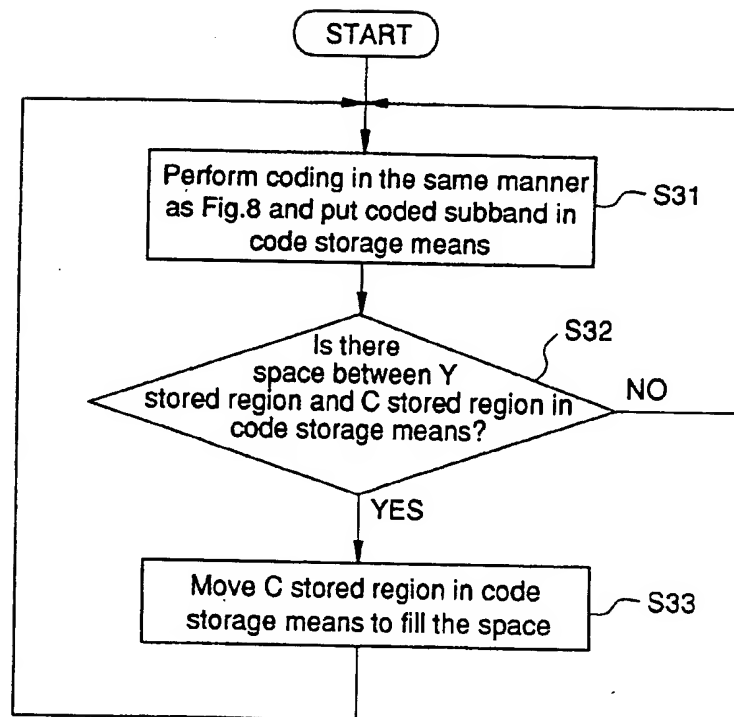 START
Perform coding in the same manner
as Fig.8 and put coded subband in
code storage means
S31
Is there
space between Y
stored region and C stored region in
code storage means?
S32
NO
YES
Move C stored region in code
storage means to fill the space
S33